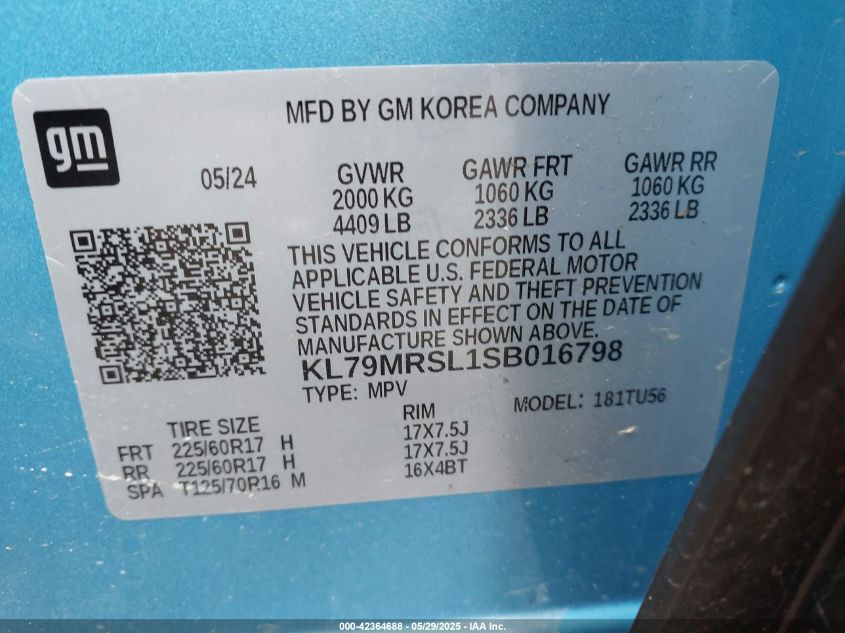 gm
MFD BY GM KOREA COMPANY
05/24
GVWR GAWR FRT GAWR RR
2000 KG 1060 KG 1060 KG
4409 LB 2336 LB 2336 LB
THIS VEHICLE CONFORMS TO ALL
APPLICABLE U.S. FEDERAL MOTOR
VEHICLE SAFETY AND THEFT PREVENTION
STANDARDS IN EFFECT ON THE DATE OF
MANUFACTURE SHOWN ABOVE.
KL79MRSL1SB016798
TYPE: MPV MODEL: 181TU56
TIRE SIZE RIM
FRT 225/60R17 H 17X7.5J
RR 225/60R17 H 17X7.5J
SPA T125/70R16 M 16X4BT
000-42364688 - 05/29/2025 - IAA Inc.